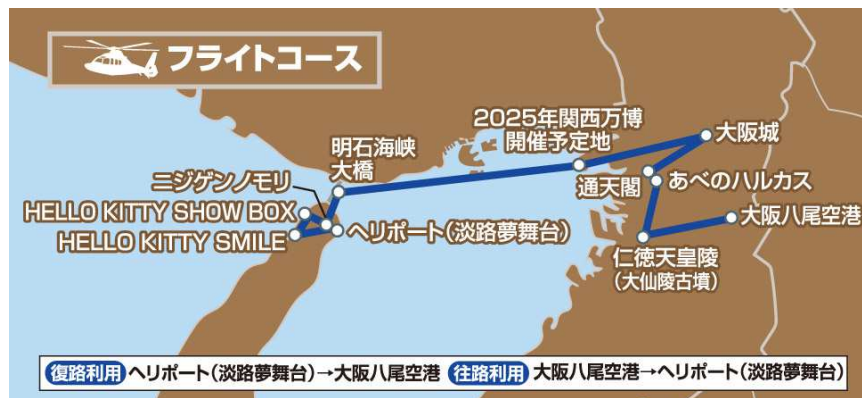 フライトコース
2025年関西万博
開催予定地
大阪城
明石海峡
大橋
ニジゲンノモリ
通天閣
あべのハルカス
HELLO KITTY SHOW BOX
HELLO KITTY SMILE
ヘリポート(淡路夢舞台)
大阪八尾空港
仁徳天皇陵
(大仙陵古墳)
復路利用 ヘリポート(淡路夢舞台)→大阪八尾空港 往路利用 大阪八尾空港→ヘリポート(淡路夢舞台)